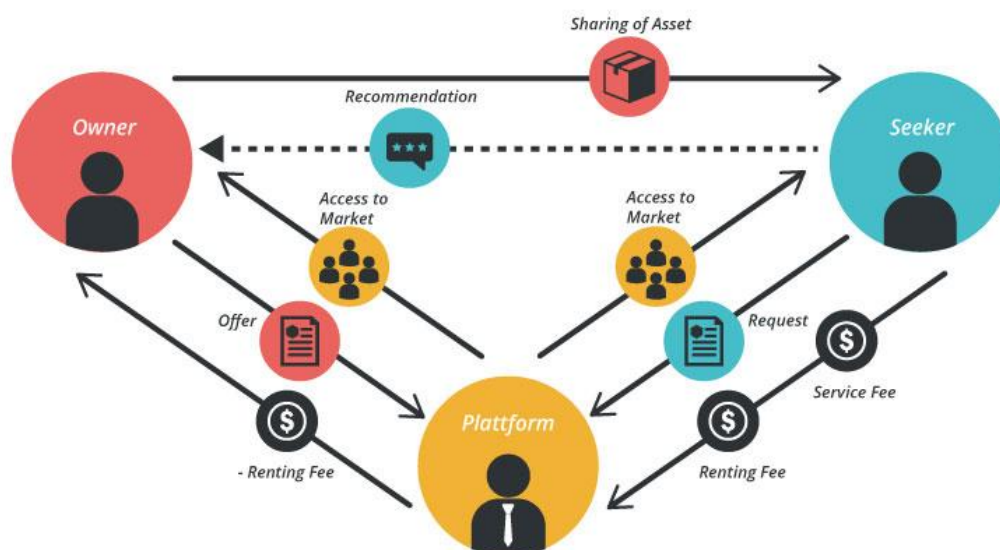 Sharing of Asset
Recommendation
Owner
Seeker
Access to
Market
Access to
Market
Offer
Request
Service Fee
Plattform
- Renting Fee
Renting Fee